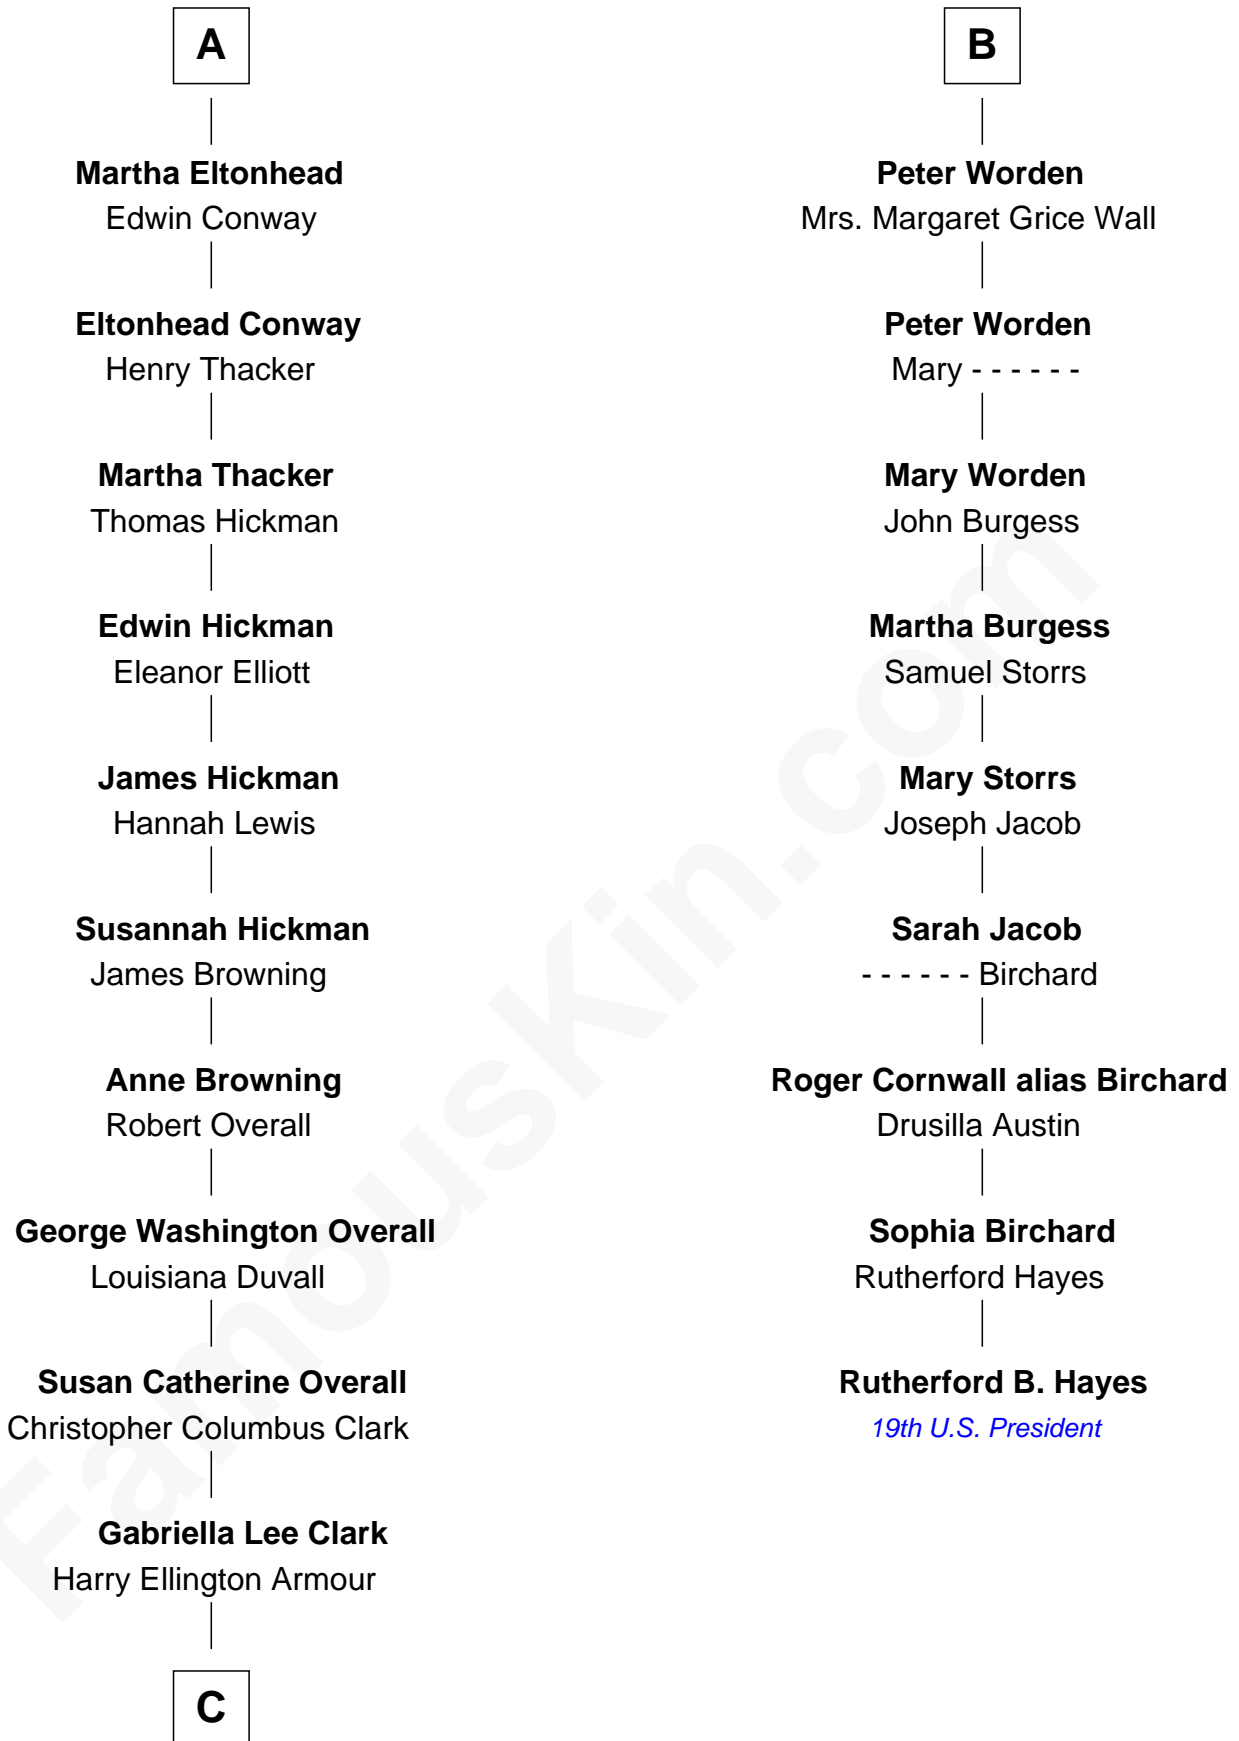 A
Martha Eltonhead
Edwin Conway
Eltonhead Conway
Henry Thacker
Martha Thacker
Thomas Hickman
Edwin Hickman
Eleanor Elliott
James Hickman
Hannah Lewis
Susannah Hickman
James Browning
Anne Browning
Robert Overall
George Washington Overall
Louisiana Duvall
Susan Catherine Overall
Christopher Columbus Clark
Gabriella Lee Clark
Harry Ellington Armour
C
B
Peter Worden
Mrs. Margaret Grice Wall
Peter Worden
Mary - - - - - -
Mary Worden
John Burgess
Martha Burgess
Samuel Storrs
Mary Storrs
Joseph Jacob
Sarah Jacob
- - - - - - Birchard
Roger Cornwall alias Birchard
Drusilla Austin
Sophia Birchard
Rutherford Hayes
Rutherford B. Hayes
19th U.S. President
FamousKin.com